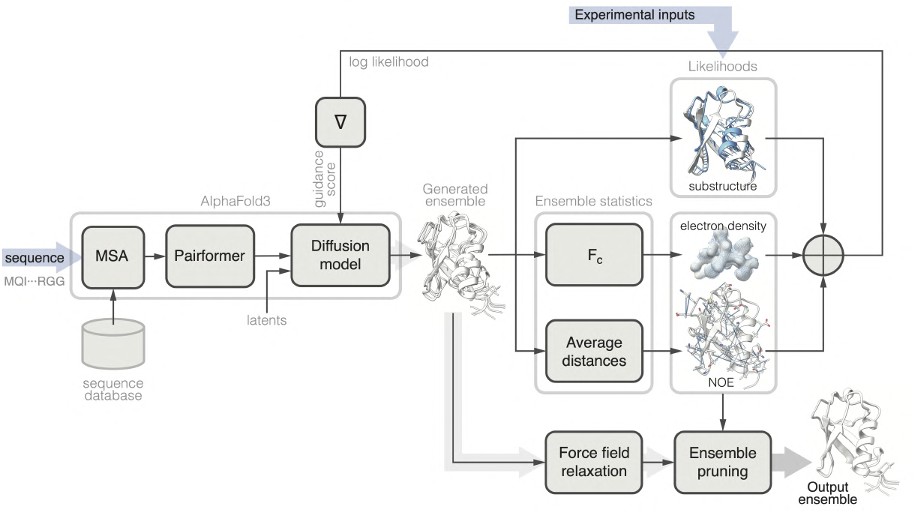 Experimental inputs
log likelihood
Likelihoods
∇
guidance
score
substructure
AlphaFold3
Generated
ensemble
Ensemble statistics
electron density
sequence
MQI···RGG
MSA
Pairformer
Diffusion
model
Fc
latents
Average
distances
NOE
sequence
database
Force field
relaxation
Ensemble
pruning
Output
ensemble